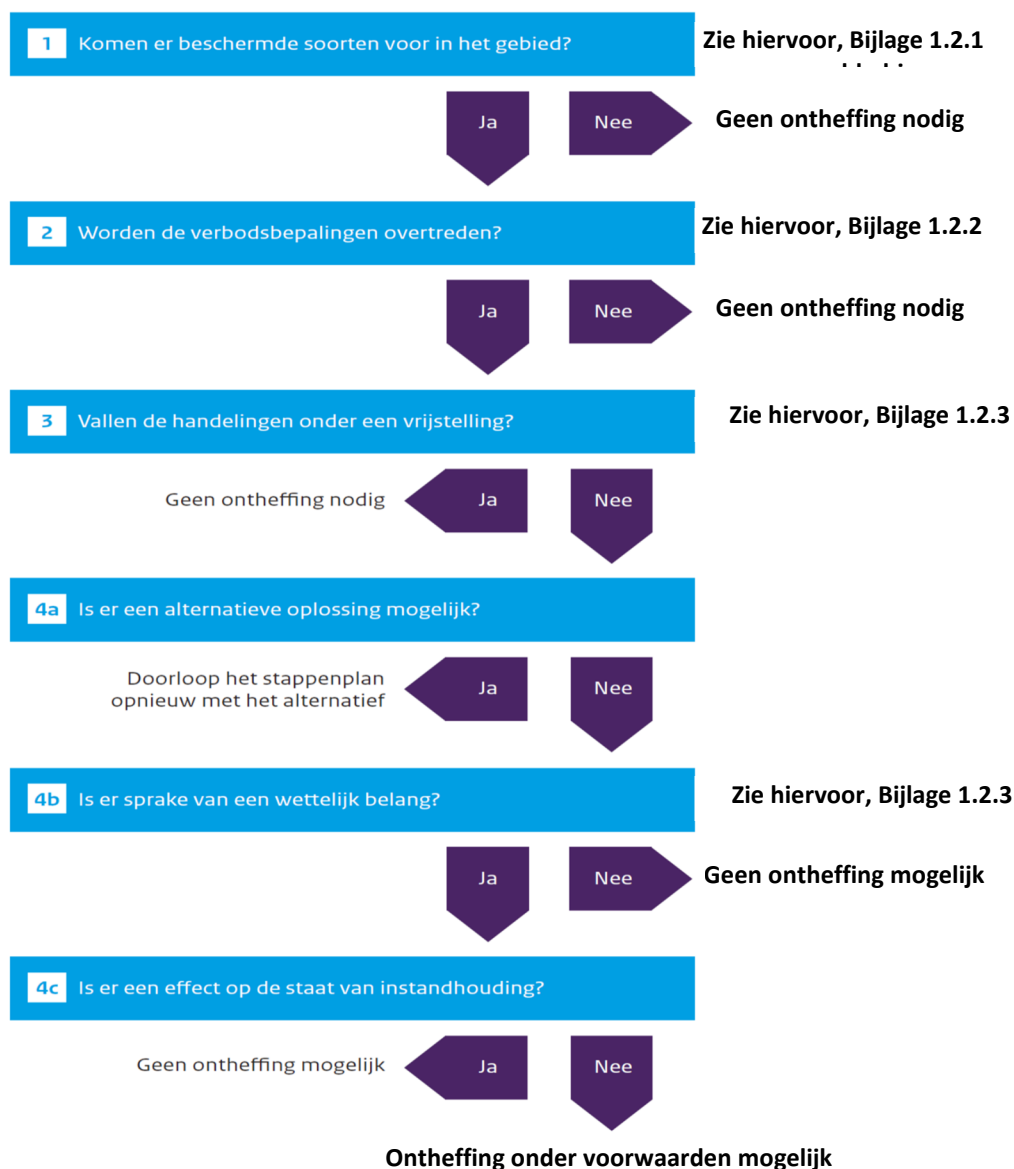 1 Komen er beschermde soorten voor in het gebied? Zie hiervoor, Bijlage 1.2.1
Ja Nee Geen ontheffing nodig
2 Worden de verbodsbepalingen overtreden? Zie hiervoor, Bijlage 1.2.2
Ja Nee Geen ontheffing nodig
3 Vallen de handelingen onder een vrijstelling? Zie hiervoor, Bijlage 1.2.3
Geen ontheffing nodig Ja Nee
4a Is er een alternatieve oplossing mogelijk?
Doorloop het stappenplan
opnieuw met het alternatief Ja Nee
4b Is er sprake van een wettelijk belang? Zie hiervoor, Bijlage 1.2.3
Ja Nee Geen ontheffing mogelijk
4c Is er een effect op de staat van instandhouding?
Geen ontheffing mogelijk Ja Nee
Ontheffing onder voorwaarden mogelijk